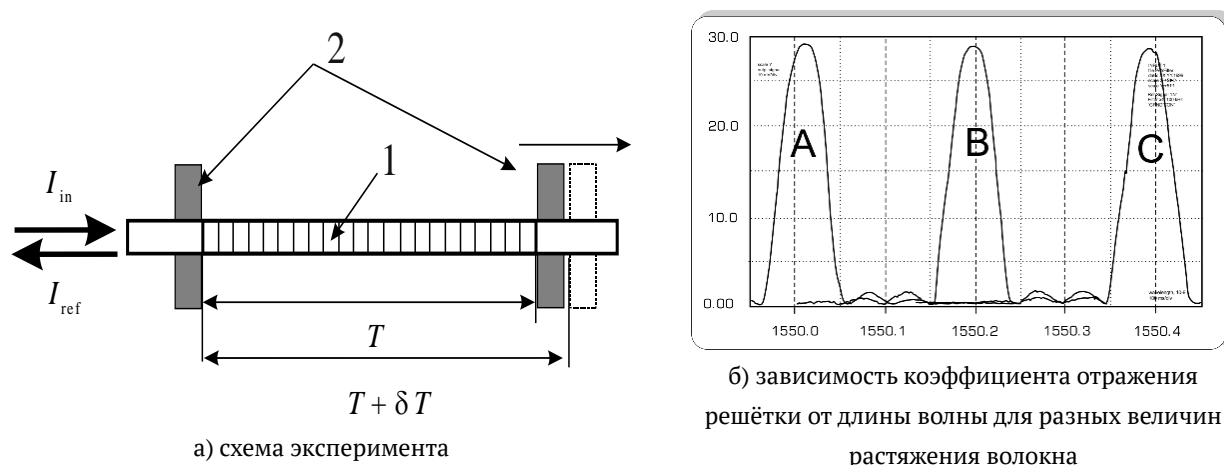 2
1
I in
I ref
T
T + δT
а) схема эксперимента
30.0
20.0
10.0
0.00
A
B
C
1550.0
1550.1
1550.2
1550.3
1550.4
б) зависимость коэффициента отражения
решётки от длины волны для разных величин
растяжения волокна